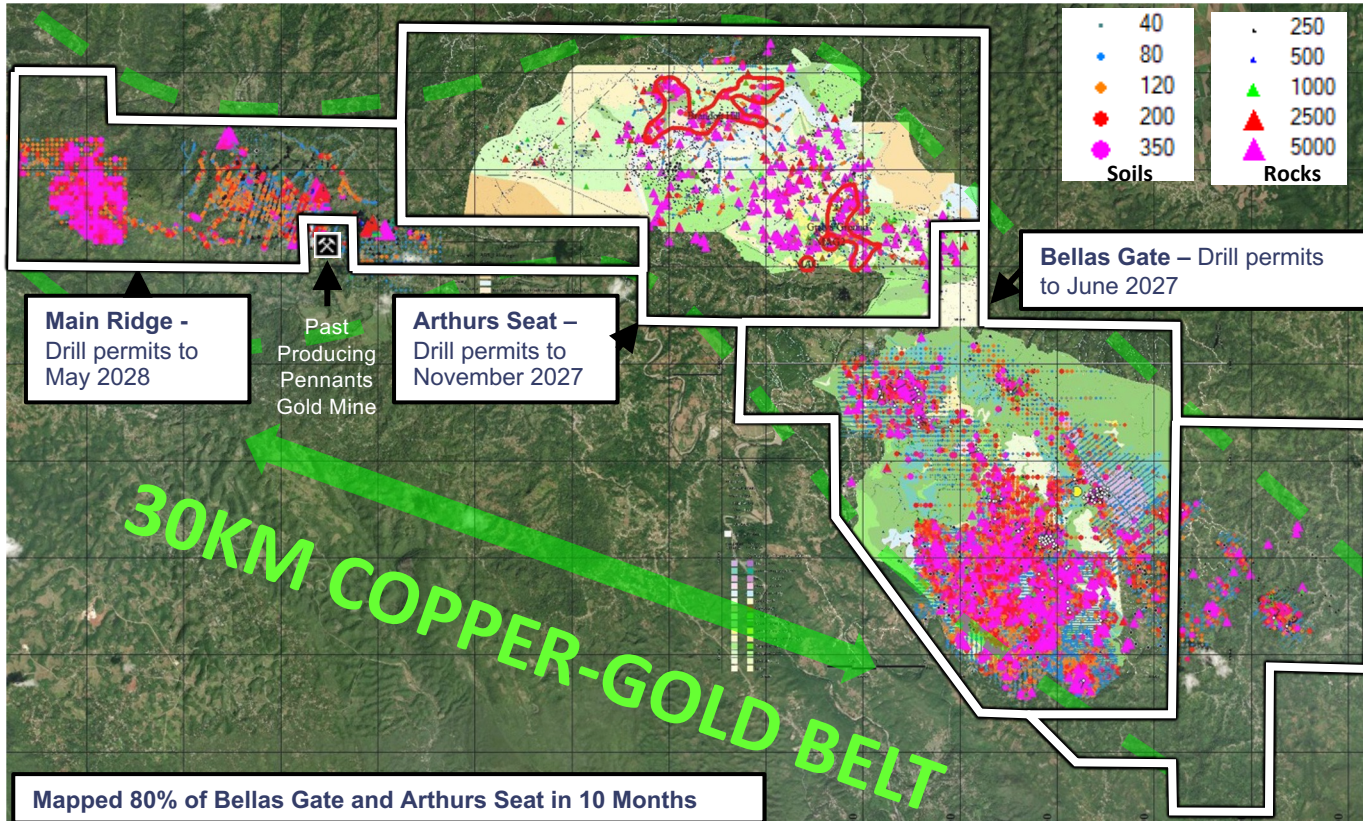 40
80
120
200
350
Soils
250
500
1000
2500
5000
Rocks
Bellas Gate – Drill permits
to June 2027
Main Ridge -
Drill permits to
May 2028
Past
Producing
Pennants
Gold Mine
Arthurs Seat –
Drill permits to
November 2027
30KM COPPER-GOLD BELT
Mapped 80% of Bellas Gate and Arthurs Seat in 10 Months